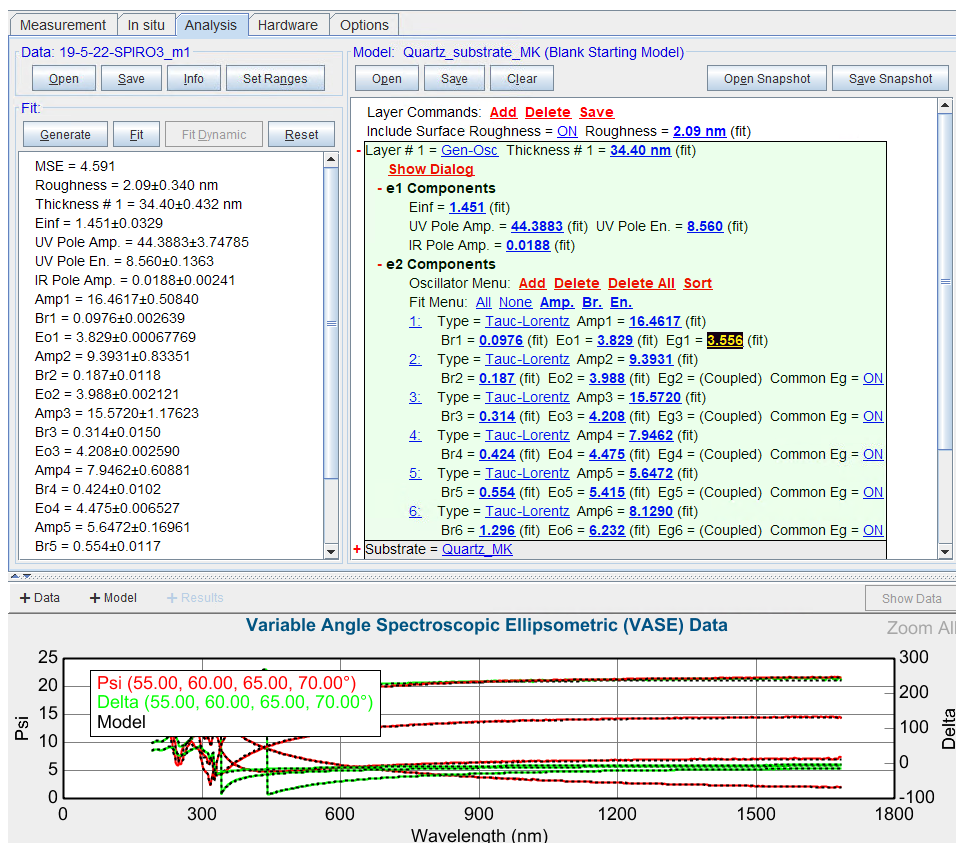 Measurement In situ Analysis Hardware Options
Data: 19-5-22-SPIRO3_m1
Open Save Info Set Ranges
Fit:
Generate Fit Fit Dynamic Reset
MSE = 4.591
Roughness = 2.09±0.340 nm
Thickness # 1 = 34.40±0.432 nm
Einf = 1.451±0.0329
UV Pole Amp. = 44.3883±3.74785
UV Pole En. = 8.560±0.1363
IR Pole Amp. = 0.0188±0.00241
Amp1 = 16.4617±0.50840
Br1 = 0.0976±0.002639
Eo1 = 3.829±0.00067769
Amp2 = 9.3931±0.83351
Br2 = 0.187±0.0118
Eo2 = 3.988±0.002121
Amp3 = 15.5720±1.17623
Br3 = 0.314±0.0150
Eo3 = 4.208±0.002590
Amp4 = 7.9462±0.60881
Br4 = 0.424±0.0102
Eo4 = 4.475±0.006527
Amp5 = 5.6472±0.16961
Br5 = 0.554±0.0117
Model: Quartz_substrate_MK (Blank Starting Model)
Open Save Clear Open Snapshot Save Snapshot
Layer Commands: Add Delete Save
Include Surface Roughness = ON Roughness = 2.09 nm (fit)
- Layer # 1 = Gen-Osc Thickness # 1 = 34.40 nm (fit)
Show Dialog
- e1 Components
Einf = 1.451 (fit)
UV Pole Amp. = 44.3883 (fit) UV Pole En. = 8.560 (fit)
IR Pole Amp. = 0.0188 (fit)
- e2 Components
Oscillator Menu: Add Delete Delete All Sort
Fit Menu: All None Amp. Br. En.
1: Type = Tauc-Lorentz Amp1 = 16.4617 (fit)
Br1 = 0.0976 (fit) Eo1 = 3.829 (fit) Eg1 = 3.556 (fit)
2: Type = Tauc-Lorentz Amp2 = 9.3931 (fit)
Br2 = 0.187 (fit) Eo2 = 3.988 (fit) Eg2 = (Coupled) Common Eg = ON
3: Type = Tauc-Lorentz Amp3 = 15.5720 (fit)
Br3 = 0.314 (fit) Eo3 = 4.208 (fit) Eg3 = (Coupled) Common Eg = ON
4: Type = Tauc-Lorentz Amp4 = 7.9462 (fit)
Br4 = 0.424 (fit) Eo4 = 4.475 (fit) Eg4 = (Coupled) Common Eg = ON
5: Type = Tauc-Lorentz Amp5 = 5.6472 (fit)
Br5 = 0.554 (fit) Eo5 = 5.415 (fit) Eg5 = (Coupled) Common Eg = ON
6: Type = Tauc-Lorentz Amp6 = 8.1290 (fit)
Br6 = 1.296 (fit) Eo6 = 6.232 (fit) Eg6 = (Coupled) Common Eg = ON
+ Substrate = Quartz_MK
+ Data + Model + Results Show Data
Variable Angle Spectroscopic Ellipsometric (VASE) Data
Zoom All
Psi (55.00, 60.00, 65.00, 70.00°)
Delta (55.00, 60.00, 65.00, 70.00°)
Model
25
20
15
10
5
0
Psi
300
200
100
0
-100
Delta
0 300 600 900 1200 1500 1800
Wavelength (nm)